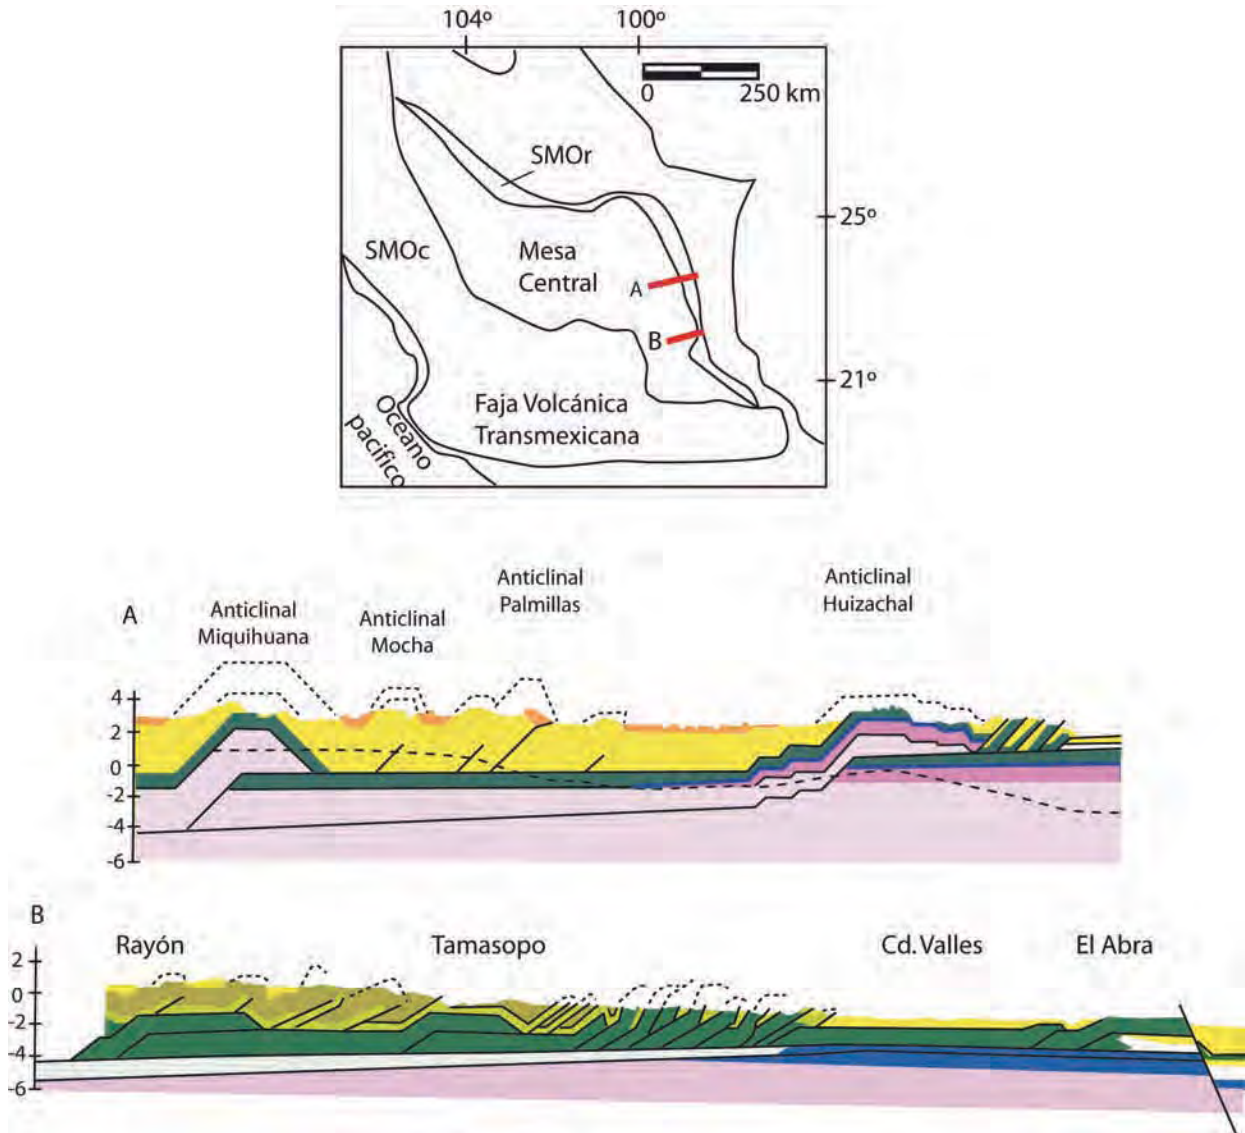 104º 100º
0 250 km
SMOr
25º
SMOc
Mesa
Central
A
B
21º
Faja Volcánica
Transmexicana
Oceano
pacifico
Anticlinal
Palmillas
Anticlinal
Huizachal
A
Anticlinal
Miquihuana
Anticlinal
Mocha
4
2
0
-2
-4
-6
B
Rayón Tamasopo Cd. Valles El Abra
2
0
-2
-4
-6